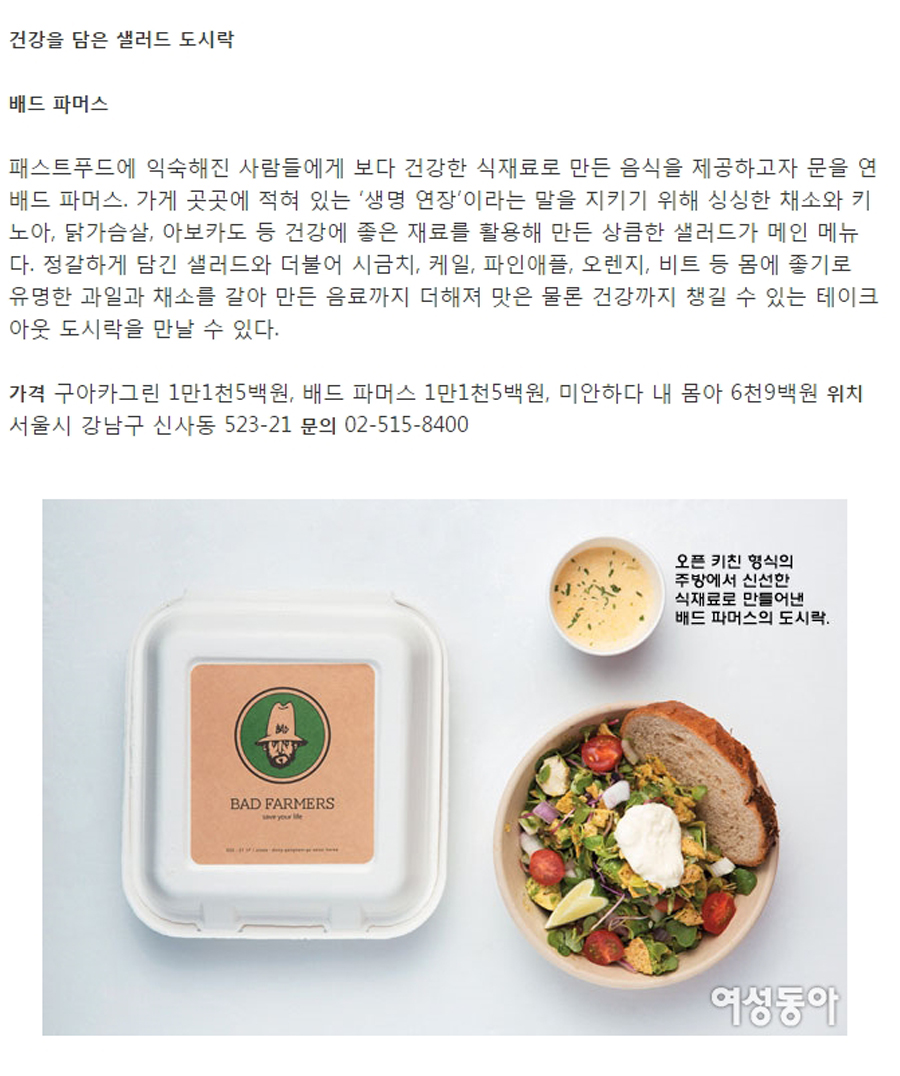 건강을 담은 샐러드 도시락
배드 파머스
패스트푸드에 익숙해진 사람들에게 보다 건강한 식재료로 만든 음식을 제공하고자 문을 연
배드 파머스. 가게 곳곳에 적혀 있는 ‘생명 연장’이라는 말을 지키기 위해 싱싱한 채소와 키
노아, 닭가슴살, 아보카도 등 건강에 좋은 재료를 활용해 만든 상큼한 샐러드가 메인 메뉴
다. 정갈하게 담긴 샐러드와 더불어 시금치, 케일, 파인애플, 오렌지, 비트 등 몸에 좋기로
유명한 과일과 채소를 갈아 만든 음료까지 더해져 맛은 물론 건강까지 챙길 수 있는 테이크
아웃 도시락을 만날 수 있다.
가격 구아카그린 1만1천5백원, 배드 파머스 1만1천5백원, 미안하다 내 몸아 6천9백원 위치
서울시 강남구 신사동 523-21 문의 02-515-8400
오픈 키친 형식의
주방에서 신선한
식재료로 만들어낸
배드 파머스의 도시락.
BAD FARMERS
save your life
여성동아